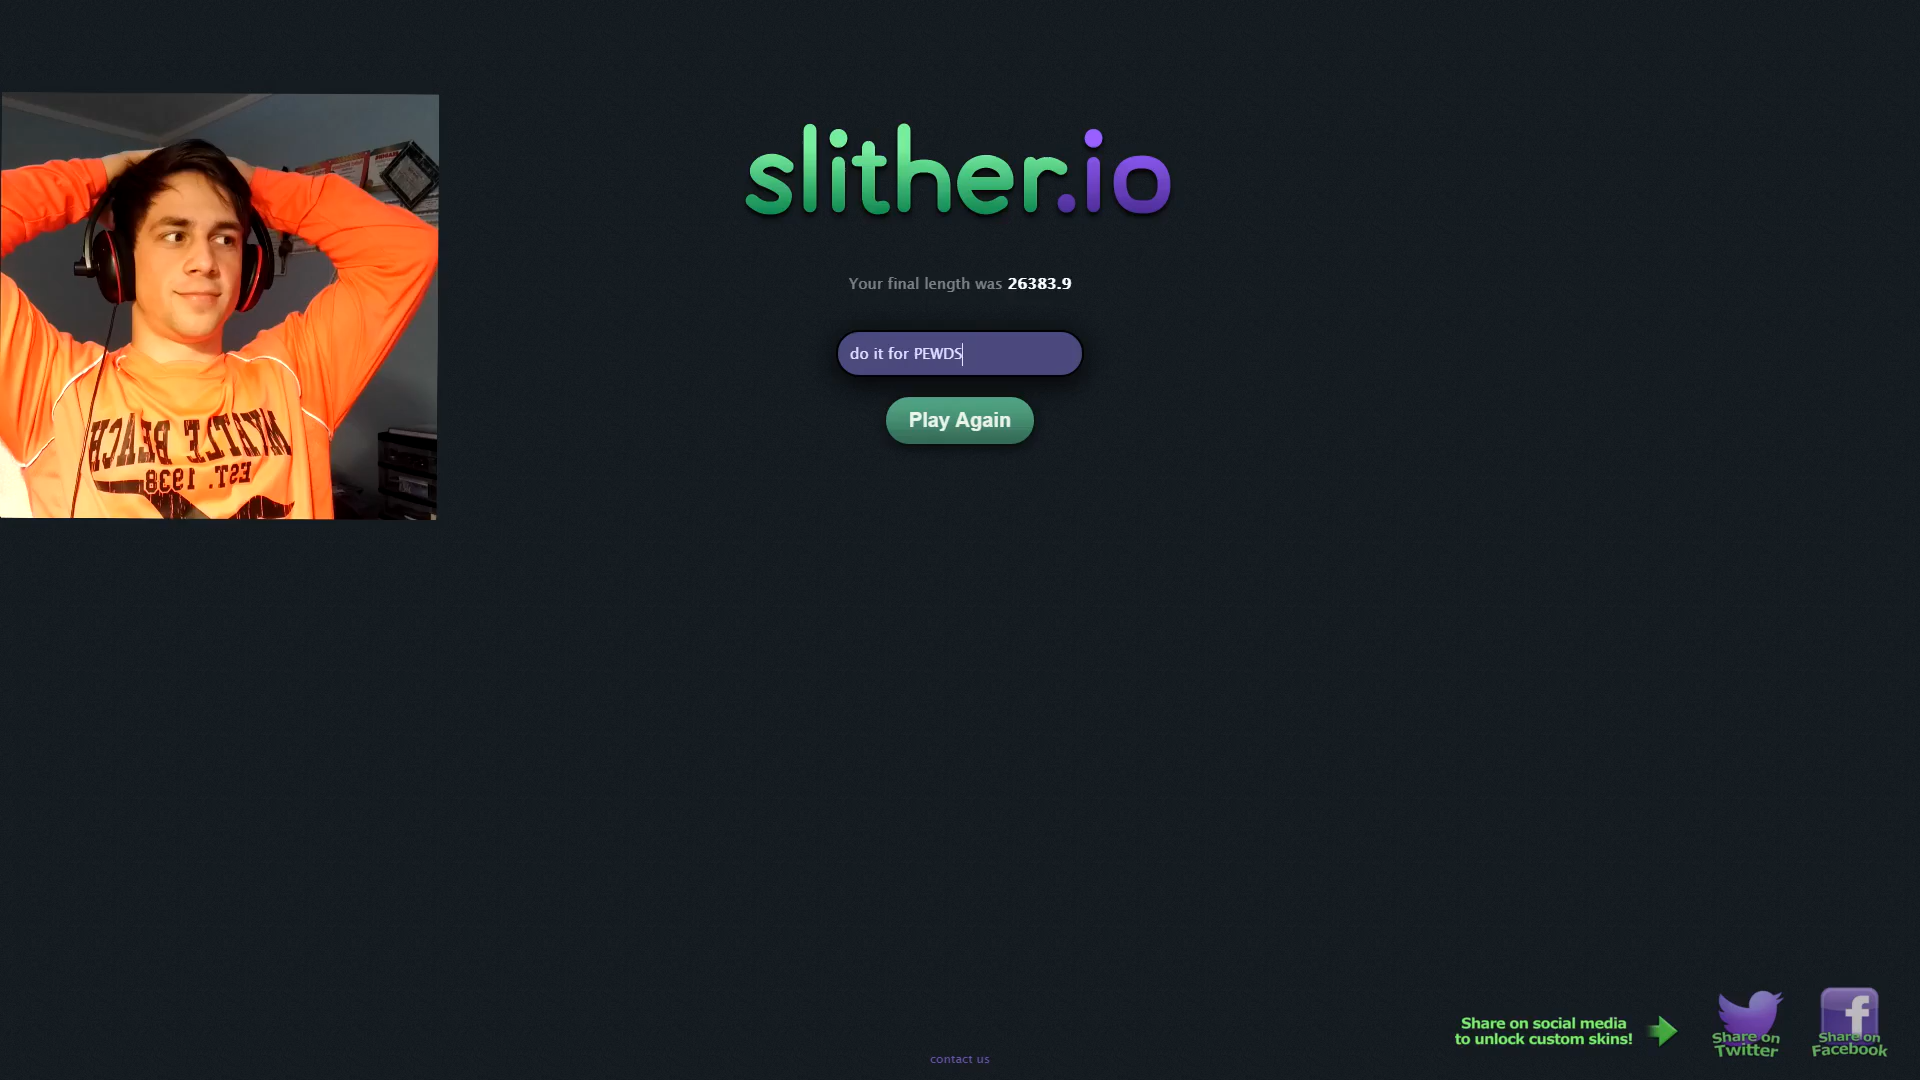 slither.io
Your final length was 26383.9
do it for PEWDS
Play Again
MYRTLE BEACH
EST. 1938
Share on social media
to unlock custom skins!
Share on
Twitter
Share on
Facebook
contact us